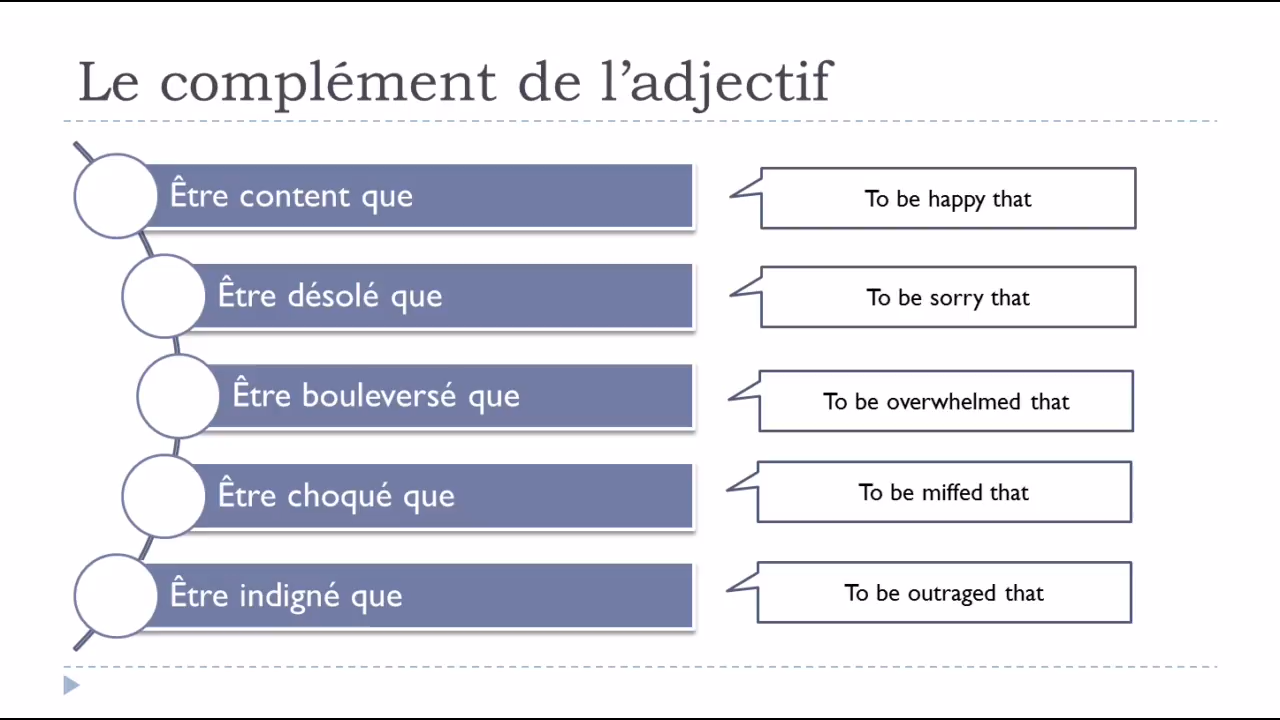 Le complément de l’adjectif
Être content que
To be happy that
Être désolé que
To be sorry that
Être bouleversé que
To be overwhelmed that
Être choqué que
To be miffed that
Être indigné que
To be outraged that